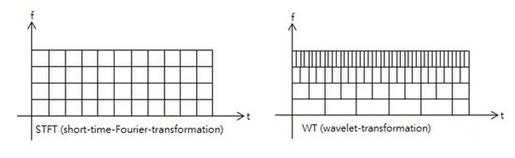 f
t
STFT (short-time-Fourier-transformation)
f
t
WT (wavelet-transformation)